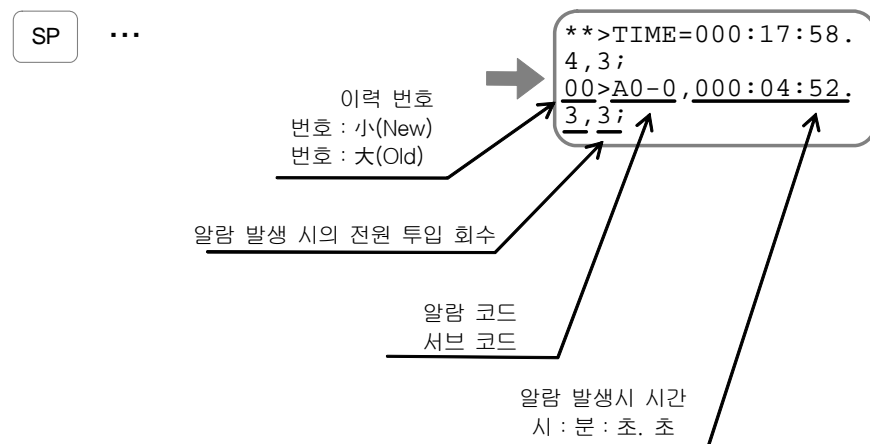 SP ...
**>TIME=000:17:58.
4,3;
00>A0-0,000:04:52.
3,3;
이력 번호
번호 : 小(New)
번호 : 大(Old)
알람 발생 시의 전원 투입 회수
알람 코드
서브 코드
알람 발생시 시간
시 : 분 : 초. 초